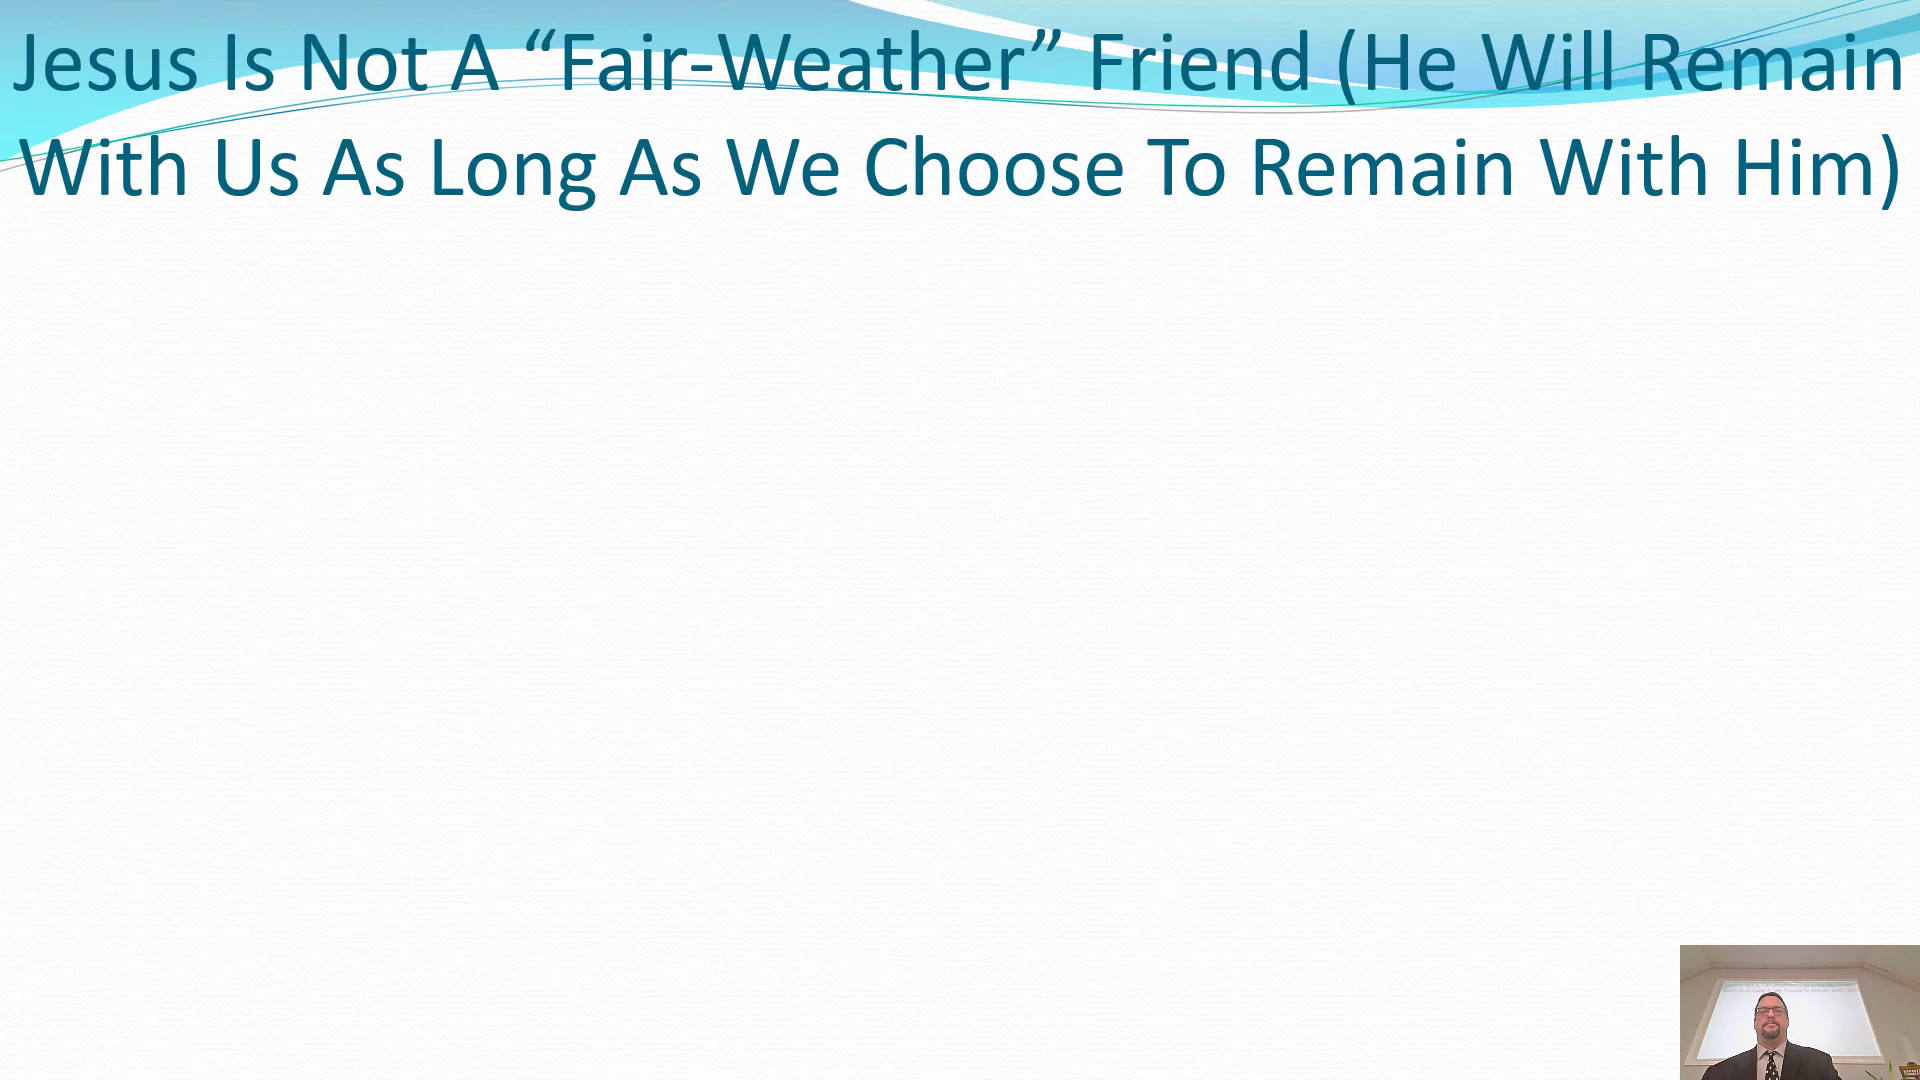 Jesus Is Not A “Fair-Weather” Friend (He Will Remain
With Us As Long As We Choose To Remain With Him)